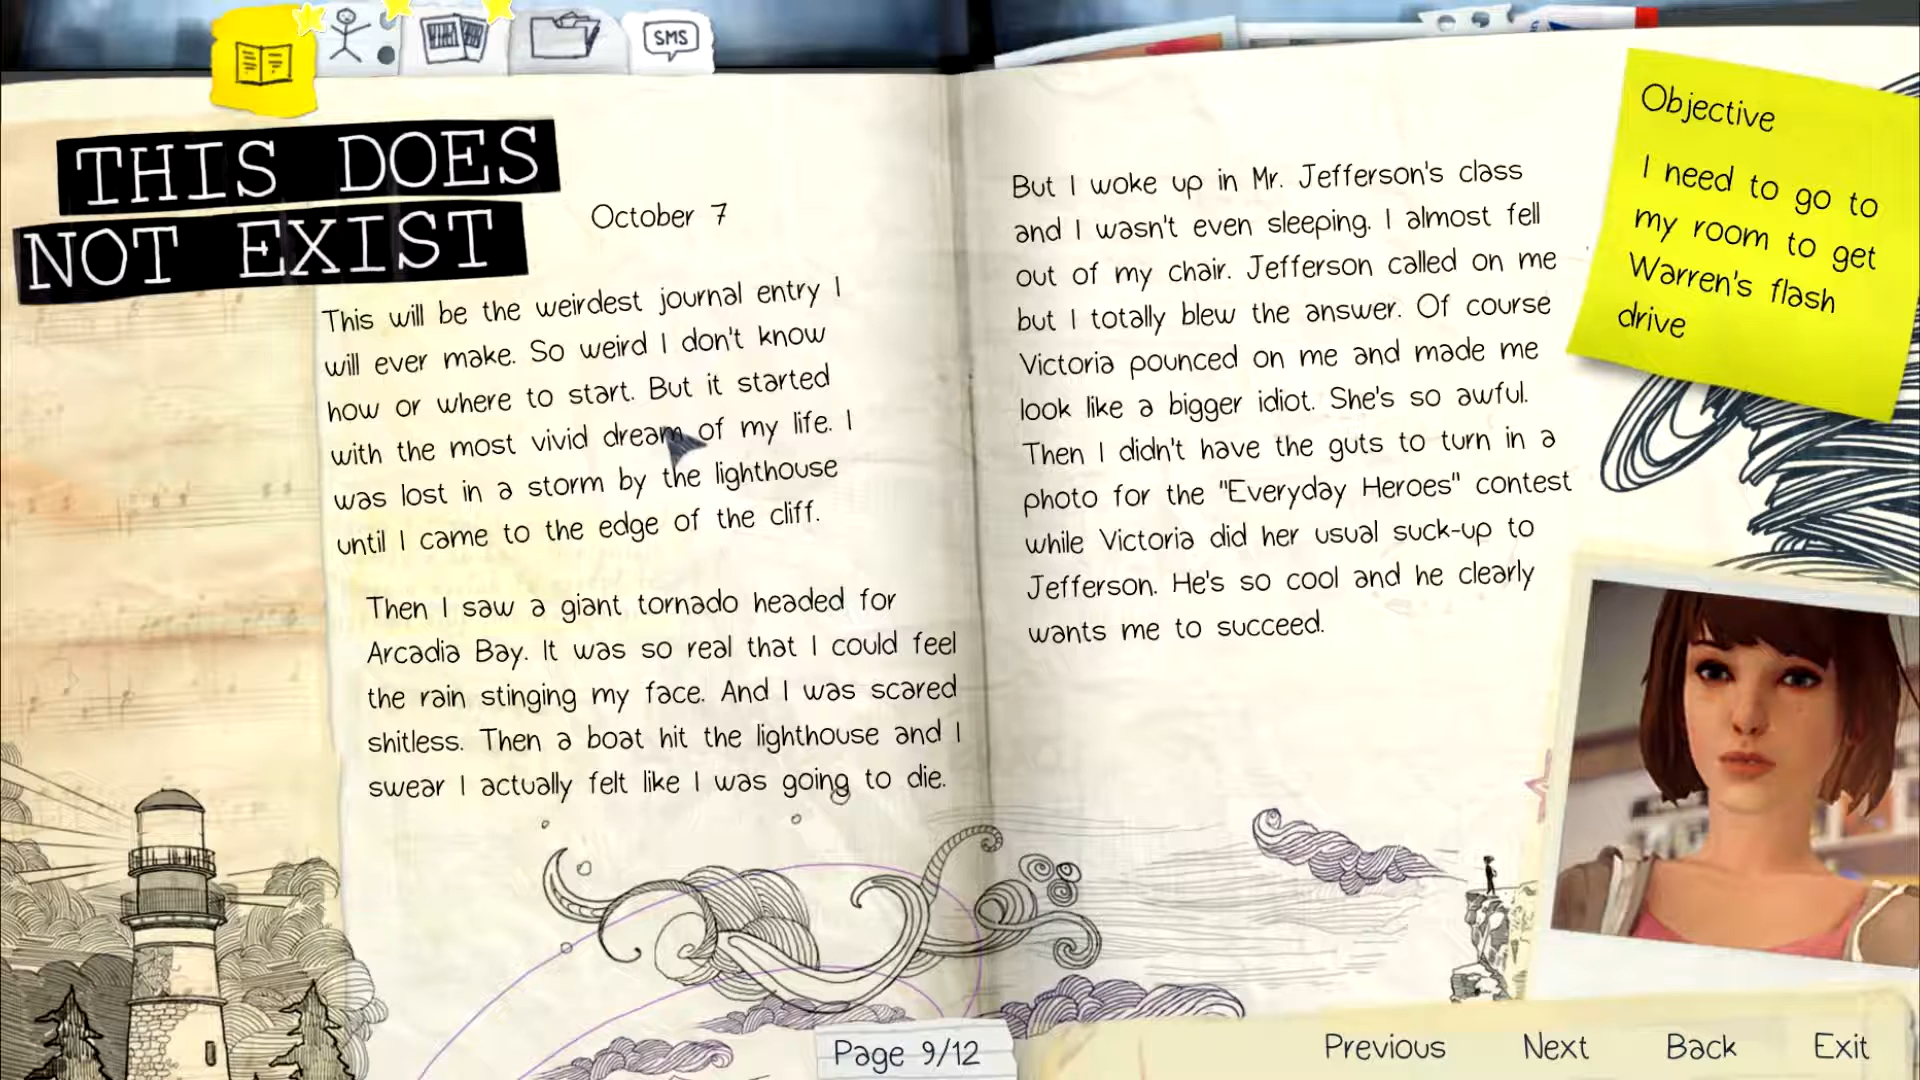 SMS
THIS DOES
NOT EXIST
October 7
This will be the weirdest journal entry I
will ever make. So weird I don't know
how or where to start. But it started
with the most vivid dream of my life. I
was lost in a storm by the lighthouse
until I came to the edge of the cliff.
Then I saw a giant tornado headed for
Arcadia Bay. It was so real that I could feel
the rain stinging my face. And I was scared
shitless. Then a boat hit the lighthouse and I
swear I actually felt like I was going to die.
But I woke up in Mr. Jefferson's class
and I wasn't even sleeping. I almost fell
out of my chair. Jefferson called on me
but I totally blew the answer. Of course
Victoria pounced on me and made me
look like a bigger idiot. She's so awful.
Then I didn't have the guts to turn in a
photo for the "Everyday Heroes" contest
while Victoria did her usual suck-up to
Jefferson. He's so cool and he clearly
wants me to succeed.
Objective
I need to go to
my room to get
Warren's flash
drive
Page 9/12
Previous
Next
Back
Exit